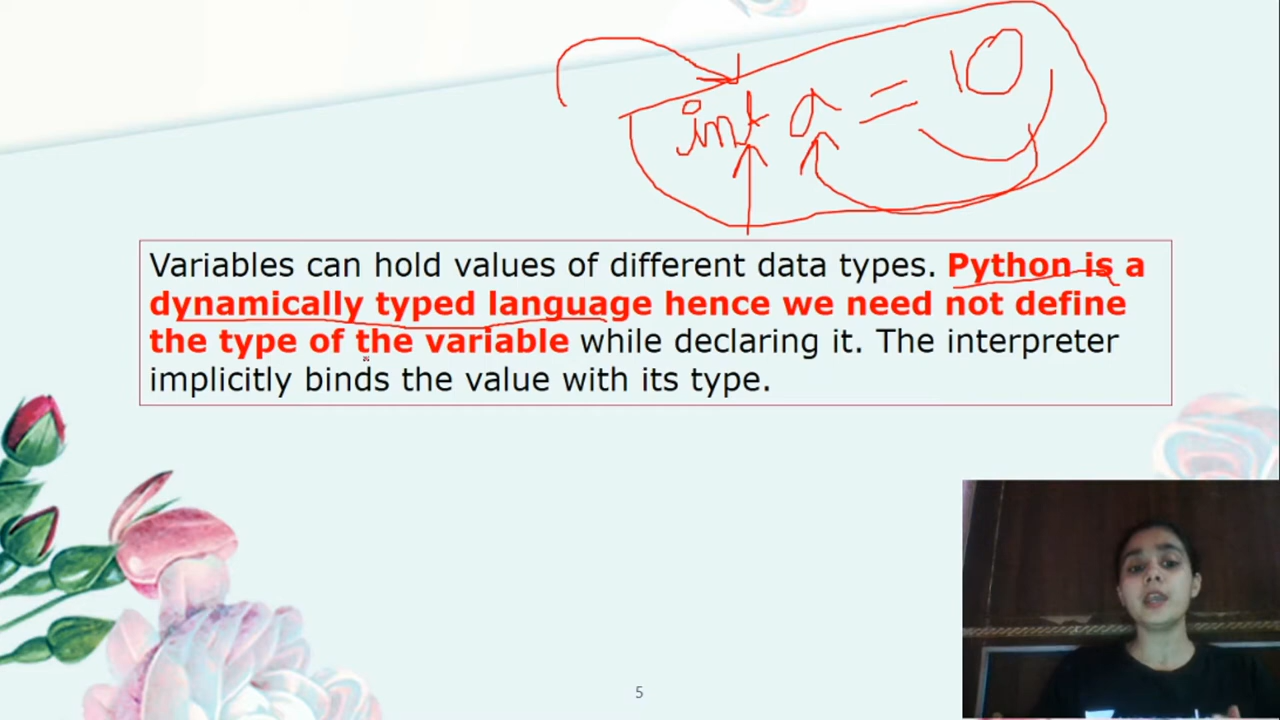 int a = 10
Variables can hold values of different data types. Python is a
dynamically typed language hence we need not define
the type of the variable while declaring it. The interpreter
implicitly binds the value with its type.
5